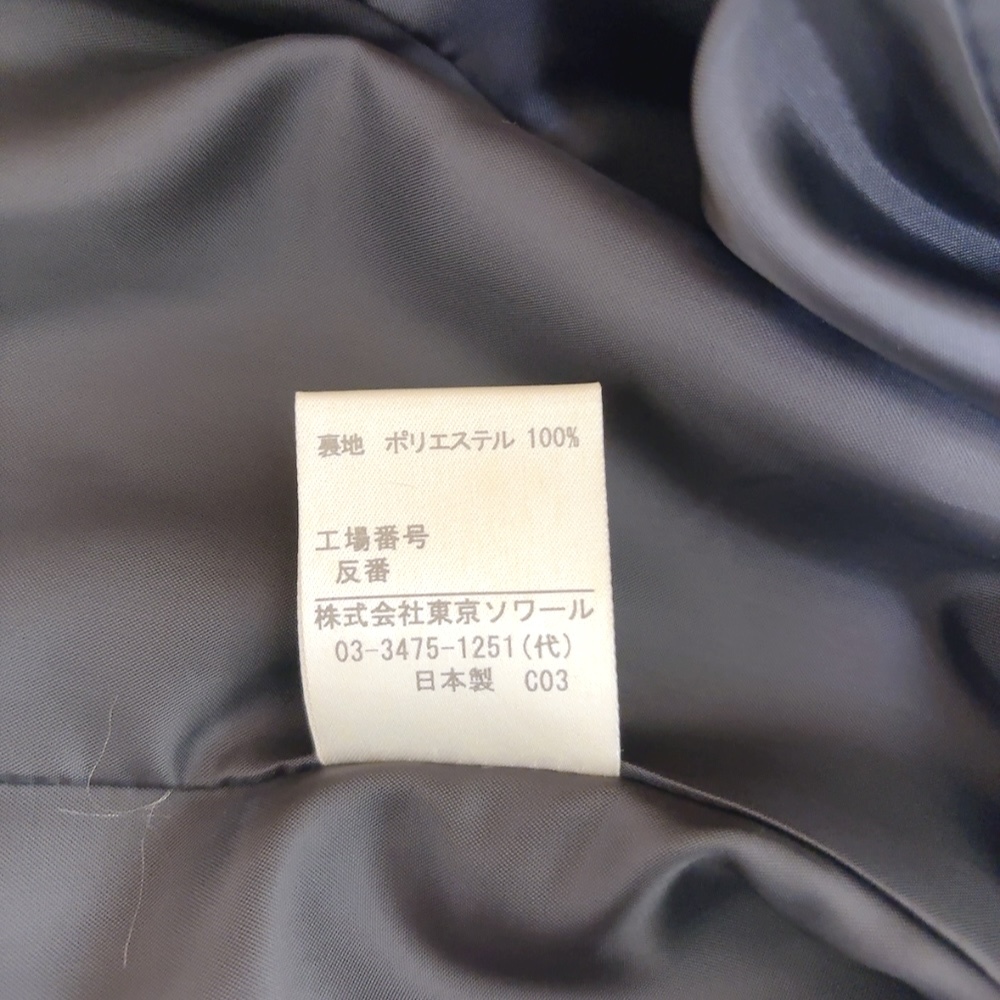 裏地 ポリエステル 100%
工場番号
反番
株式会社東京ソワール
03-3475-1251(代)
日本製 C03